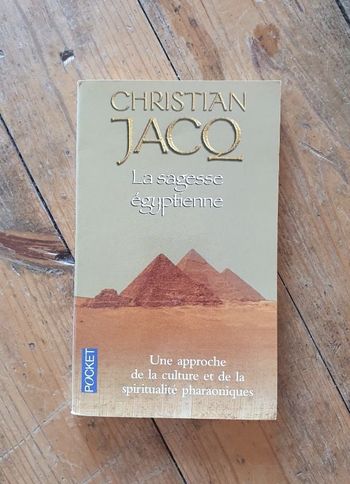 CHRISTIAN
JACQ
La sagesse
égyptienne
Une approche
de la culture et de la
spiritualité pharaoniques
POCKET